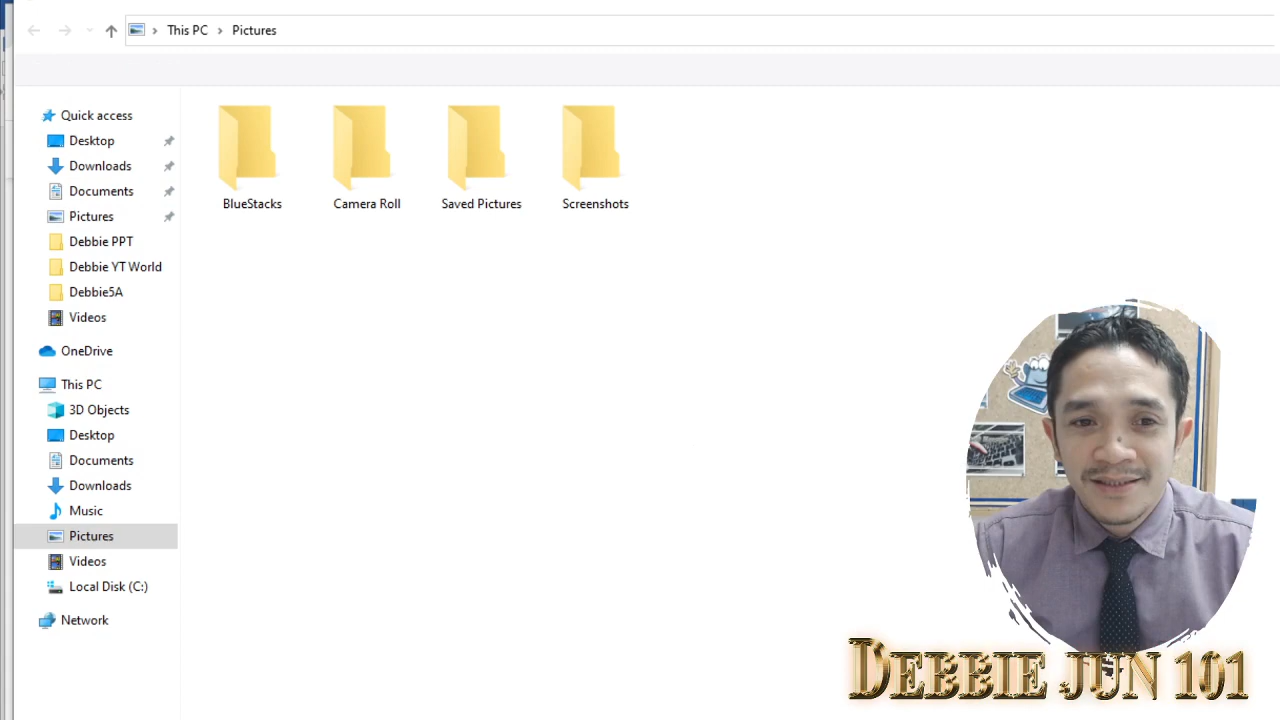 This PC
Pictures
Quick access
Desktop
Downloads
Documents
Pictures
Debbie PPT
Debbie YT World
Debbie5A
Videos
OneDrive
This PC
3D Objects
Desktop
Documents
Downloads
Music
Pictures
Videos
Local Disk (C:)
Network
BlueStacks
Camera Roll
Saved Pictures
Screenshots
DEBBIE JUN 101